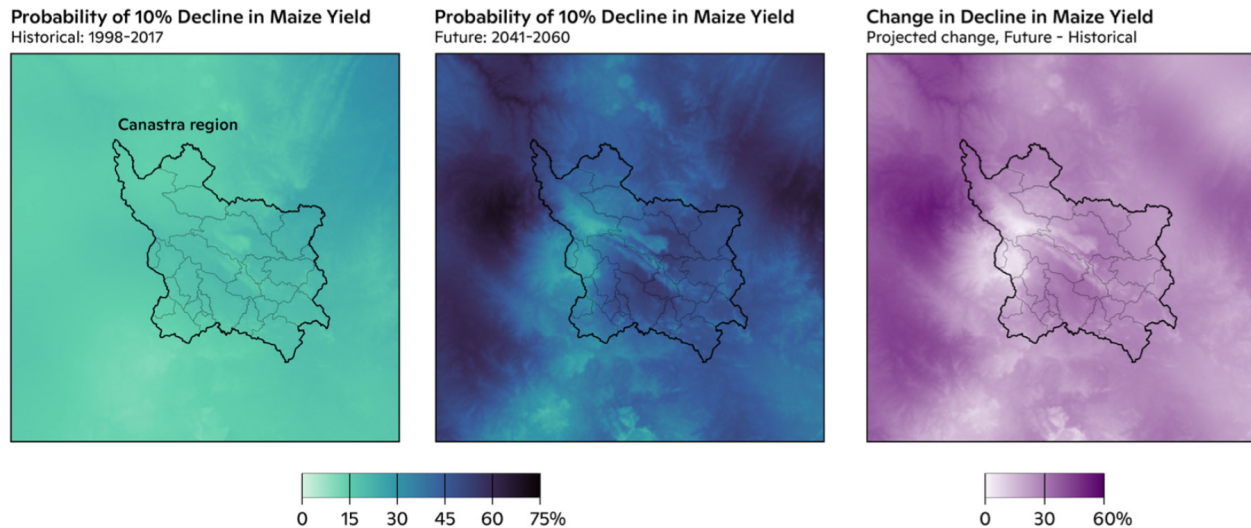 Probability of 10% Decline in Maize Yield
Historical: 1998-2017
Probability of 10% Decline in Maize Yield
Future: 2041-2060
Change in Decline in Maize Yield
Projected change, Future - Historical
Canastra region
0 15 30 45 60 75%
0 30 60%